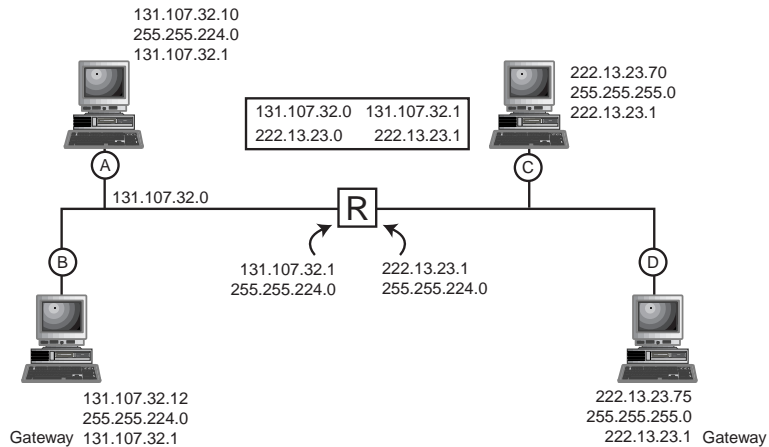 131.107.32.10
255.255.224.0
131.107.32.1
222.13.23.70
255.255.255.0
222.13.23.1
131.107.32.0 131.107.32.1
222.13.23.0 222.13.23.1
A
C
131.107.32.0
R
B
D
131.107.32.1
255.255.224.0
222.13.23.1
255.255.224.0
131.107.32.12
255.255.224.0
Gateway 131.107.32.1
222.13.23.75
255.255.255.0
222.13.23.1 Gateway